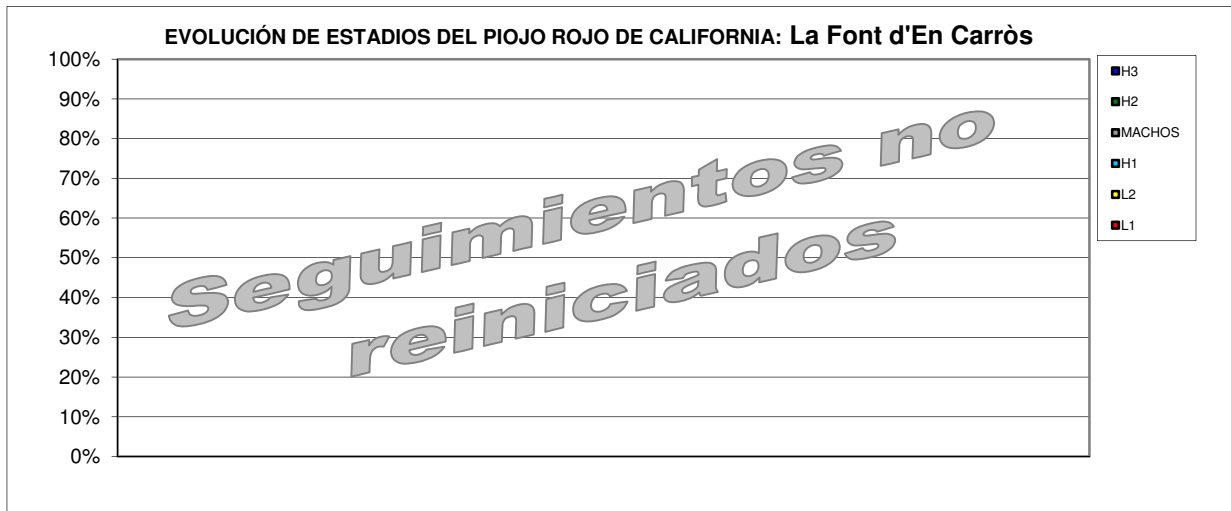 EVOLUCIÓN DE ESTADIOS DEL PIOJO ROJO DE CALIFORNIA: La Font d'En Carròs
100%
90%
80%
70%
60%
50%
40%
30%
20%
10%
0%
Seguimientos no
reiniciados
H3
H2
MACHOS
H1
L2
L1